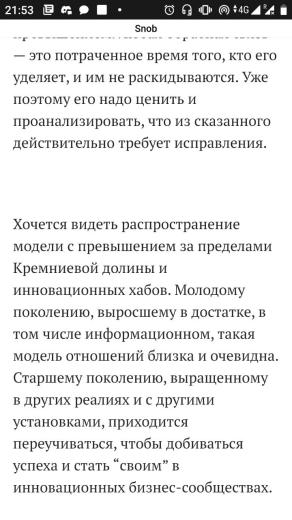 21:53
4G
Snob
— это потраченное время того, кто его
уделяет, и им не раскидываются. Уже
поэтому его надо ценить и
проанализировать, что из сказанного
действительно требует исправления.
Хочется видеть распространение
модели с превышением за пределами
Кремниевой долины и
инновационных хабов. Молодому
поколению, выросшему в достатке, в
том числе информационном, такая
модель отношений близка и очевидна.
Старшему поколению, выращенному
в других реалиях и с другими
установками, приходится
переучиваться, чтобы добиваться
успеха и стать “своим” в
инновационных бизнес-сообществах.